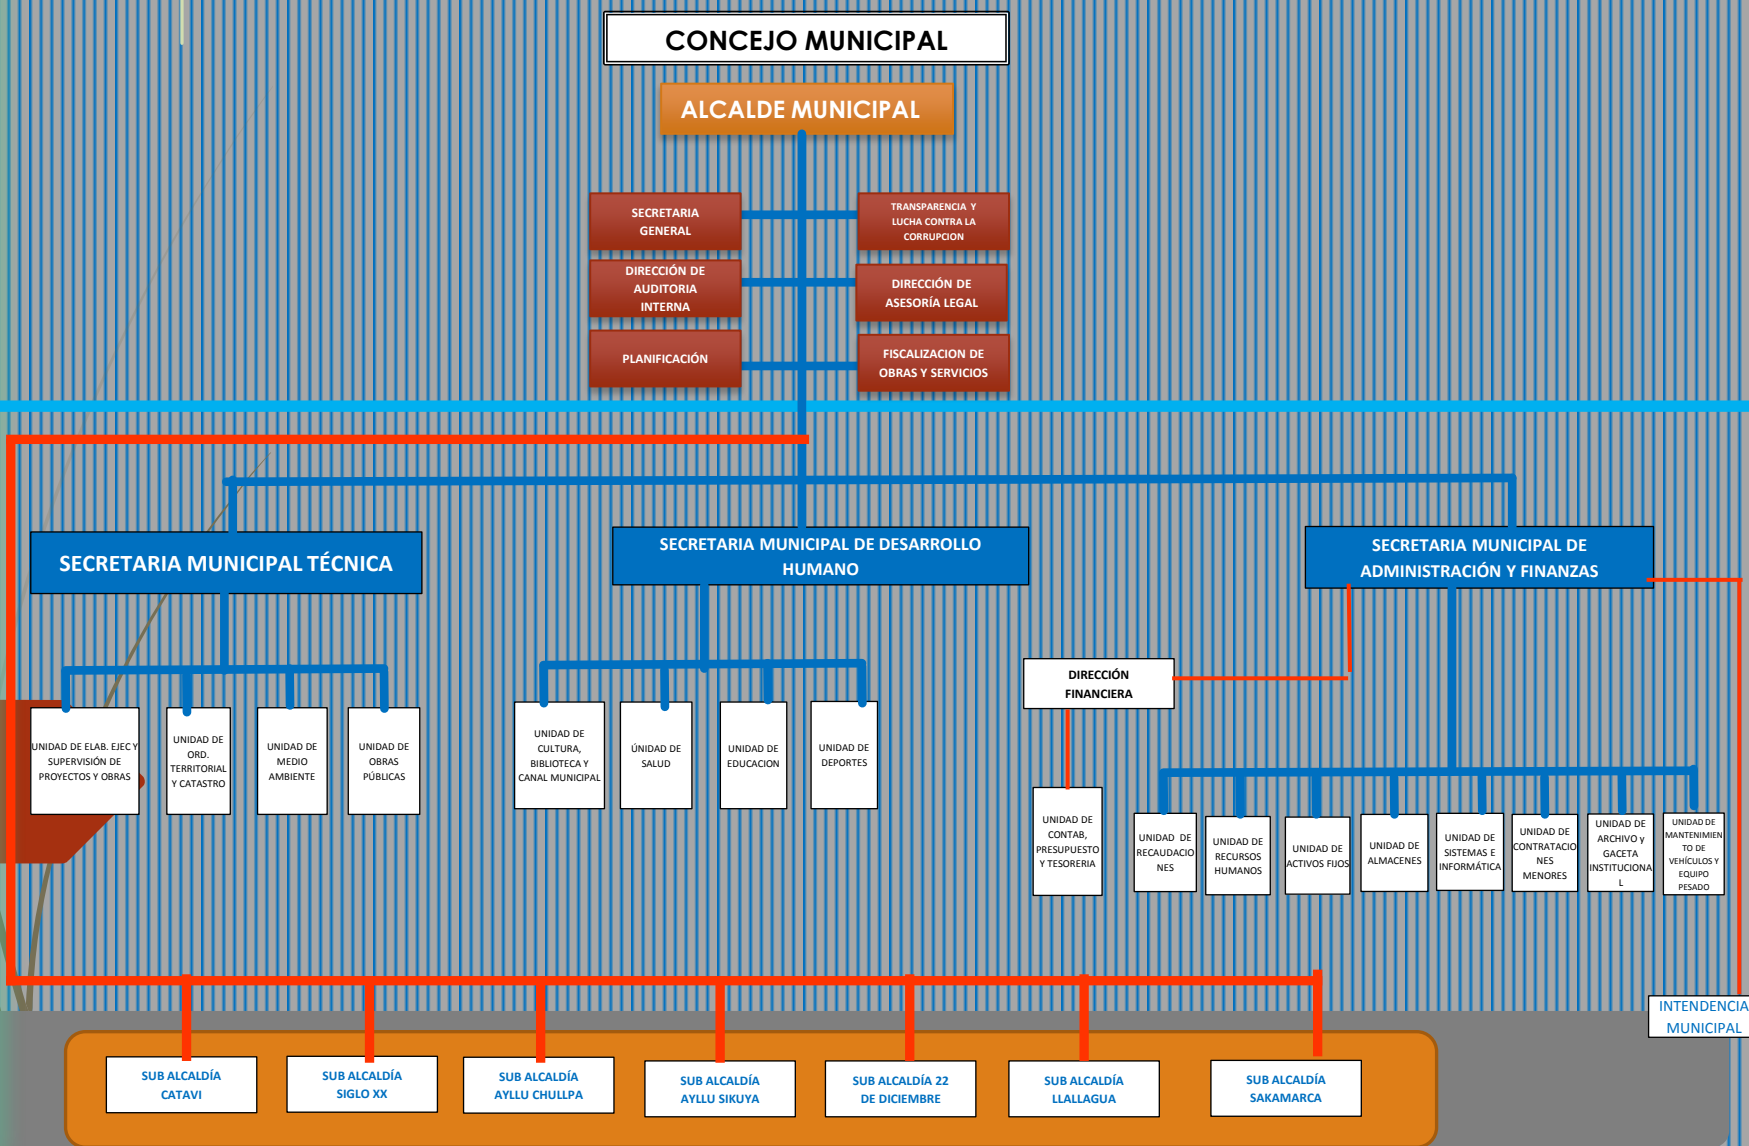 CONCEJO MUNICIPAL
ALCALDE MUNICIPAL
SECRETARIA
GENERAL
TRANSPARENCIA Y
LUCHA CONTRA LA
CORRUPCION
DIRECCIÓN DE
AUDITORIA
INTERNA
DIRECCIÓN DE
ASESORÍA LEGAL
PLANIFICACIÓN
FISCALIZACION DE
OBRAS Y SERVICIOS
SECRETARIA MUNICIPAL TÉCNICA
SECRETARIA MUNICIPAL DE DESARROLLO
HUMANO
SECRETARIA MUNICIPAL DE
ADMINISTRACIÓN Y FINANZAS
DIRECCIÓN
FINANCIERA
UNIDAD DE ELAB. EJEC Y
SUPERVISIÓN DE
PROYECTOS Y OBRAS
UNIDAD DE
ORD.
TERRITORIAL
Y CATASTRO
UNIDAD DE
MEDIO
AMBIENTE
UNIDAD DE
OBRAS
PÚBLICAS
UNIDAD DE
CULTURA,
BIBLIOTECA Y
CANAL MUNICIPAL
ÚNIDAD DE
SALUD
UNIDAD DE
EDUCACION
UNIDAD DE
DEPORTES
UNIDAD DE
CONTAB,
PRESUPUESTO
Y TESORERIA
UNIDAD DE
RECAUDACIO
NES
UNIDAD DE
RECURSOS
HUMANOS
UNIDAD DE
ACTIVOS FIJOS
UNIDAD DE
ALMACENES
UNIDAD DE
SISTEMAS E
INFORMÁTICA
UNIDAD DE
CONTRATACIO
NES
MENORES
UNIDAD DE
ARCHIVO y
GACETA
INSTITUCIONA
L
UNIDAD DE
MANTENIMIEN
TO DE
VEHÍCULOS Y
EQUIPO
PESADO
INTENDENCIA
MUNICIPAL
SUB ALCALDÍA
CATAVI
SUB ALCALDÍA
SIGLO XX
SUB ALCALDÍA
AYLLU CHULLPA
SUB ALCALDÍA
AYLLU SIKUYA
SUB ALCALDÍA 22
DE DICIEMBRE
SUB ALCALDÍA
LLALLAGUA
SUB ALCALDÍA
SAKAMARCA